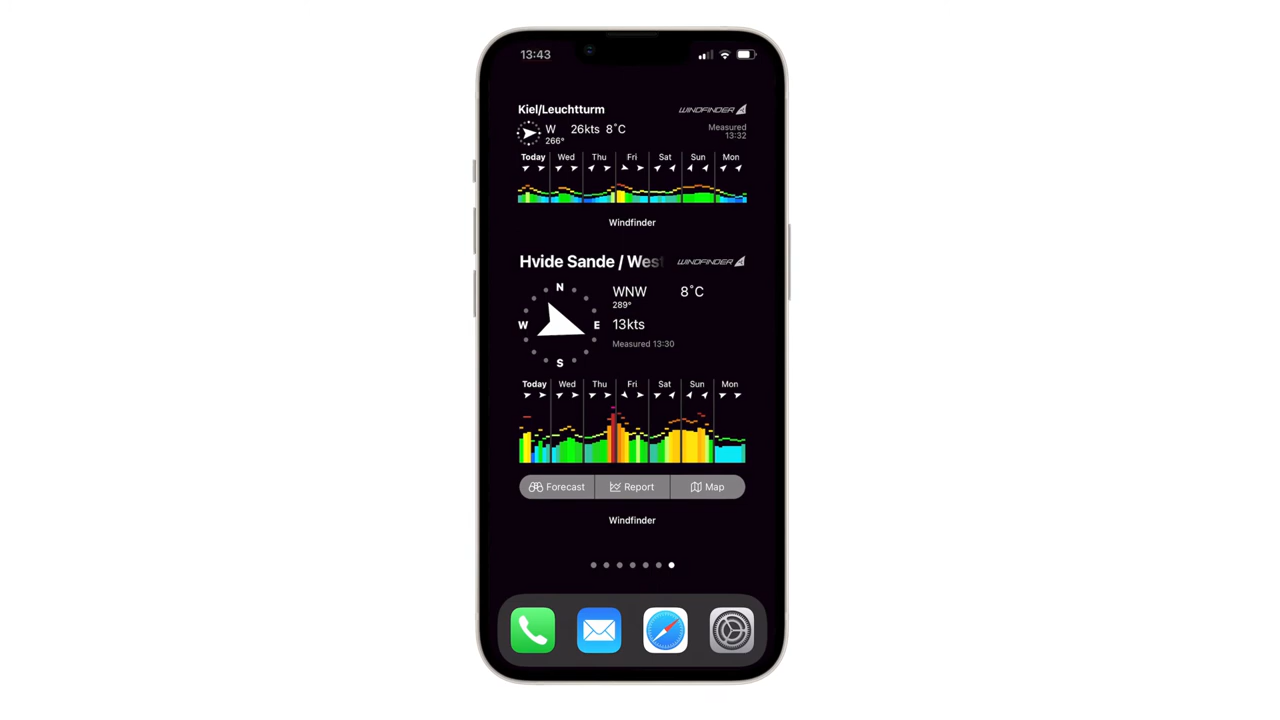 13:43
Kiel/Leuchtturm WINDFINDER
W 26kts 8°C Measured
266° 13:32
Today Wed Thu Fri Sat Sun Mon
Windfinder
Hvide Sande / West WINDFINDER
N
W E
S
WNW 8°C
289°
13kts
Measured 13:30
Today Wed Thu Fri Sat Sun Mon
Forecast Report Map
Windfinder